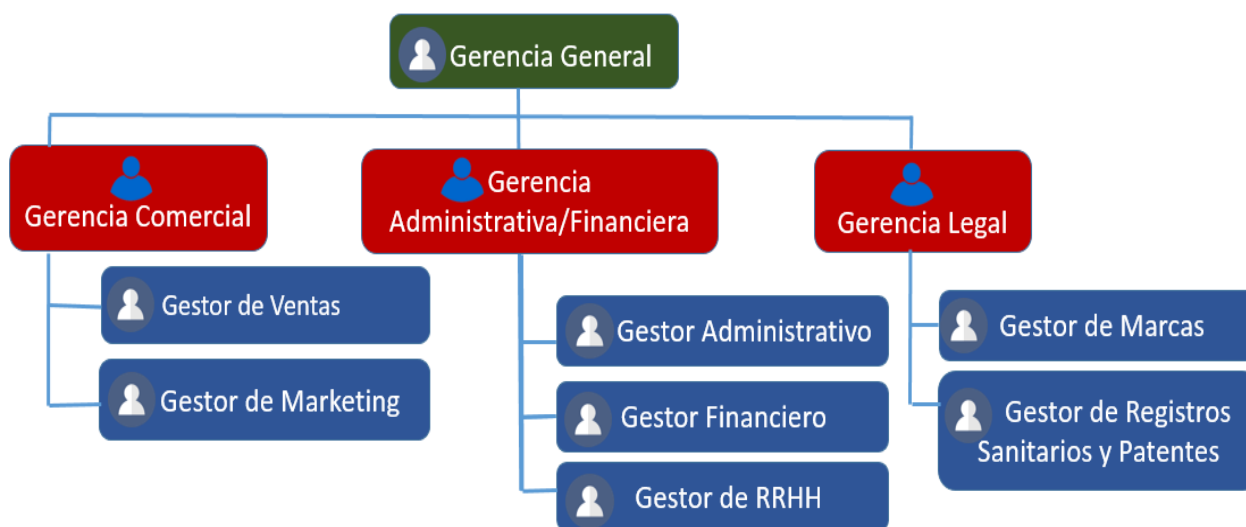 Gerencia General
Gerencia Comercial
Gerencia
Administrativa/Financiera
Gerencia Legal
Gestor de Ventas
Gestor de Marketing
Gestor Administrativo
Gestor Financiero
Gestor de RRHH
Gestor de Marcas
Gestor de Registros
Sanitarios y Patentes